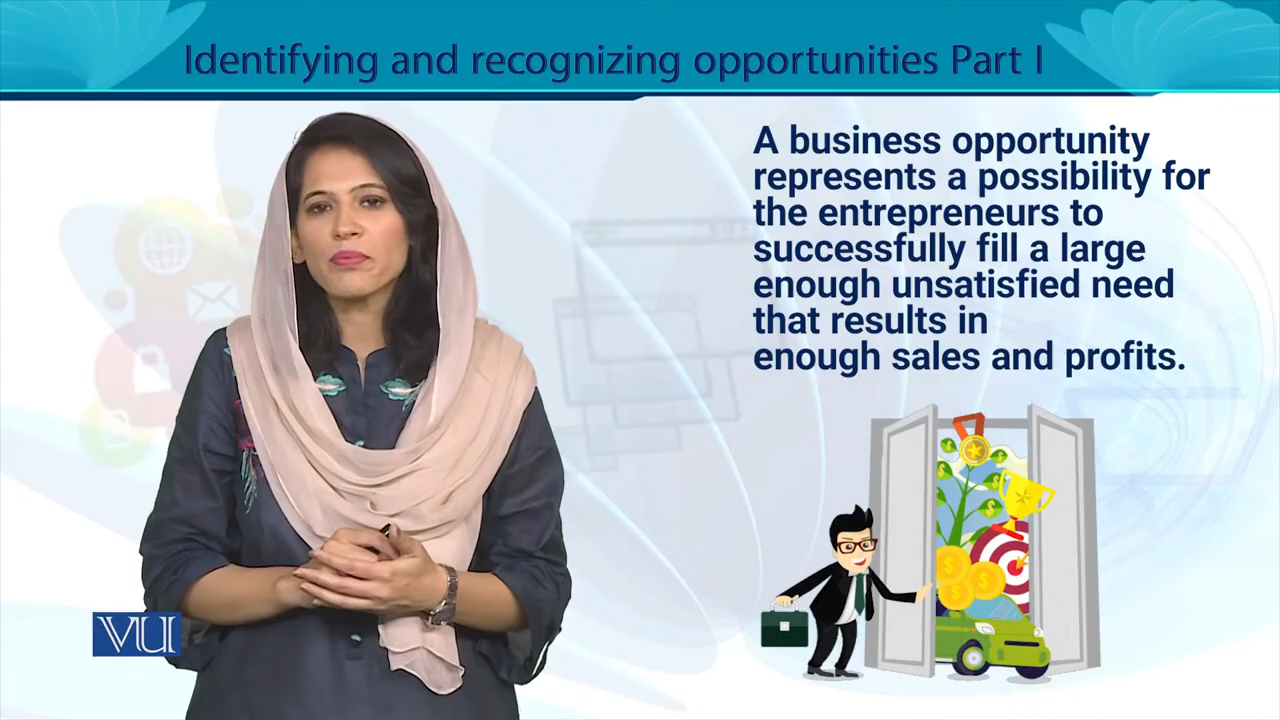 Identifying and recognizing opportunities Part I
A business opportunity
represents a possibility for
the entrepreneurs to
successfully fill a large
enough unsatisfied need
that results in
enough sales and profits.
VU